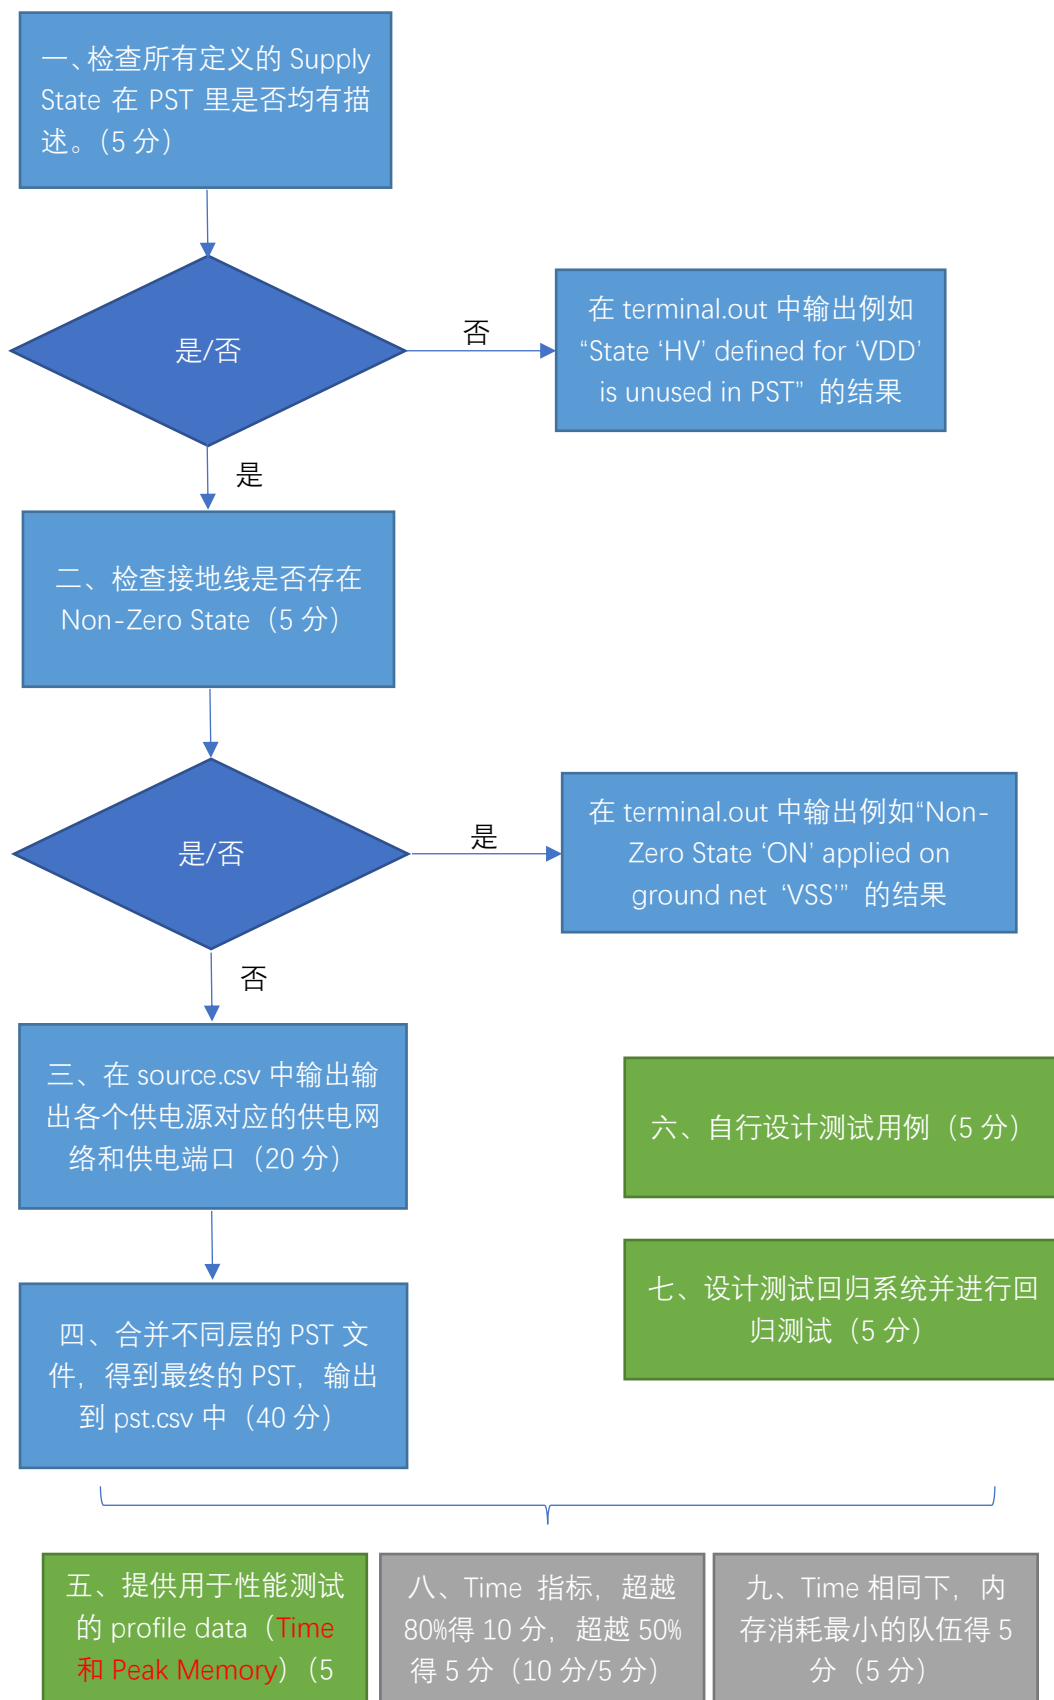 一、检查所有定义的 Supply
State 在 PST 里是否均有描
述。（5 分）
是/否
否
在 terminal.out 中输出例如
“State ‘HV’ defined for ‘VDD’
is unused in PST” 的结果
是
二、检查接地线是否存在
Non-Zero State（5 分）
是/否
是
在 terminal.out 中输出例如“Non-
Zero State ‘ON’ applied on
ground net ‘VSS’” 的结果
否
三、在 source.csv 中输出输
出各个供电源对应的供电网
络和供电端口（20 分）
六、自行设计测试用例（5 分）
七、设计测试回归系统并进行回
归测试（5 分）
四、合并不同层的 PST 文
件，得到最终的 PST，输出
到 pst.csv 中（40 分）
五、提供用于性能测试
的 profile data（Time
和 Peak Memory）(5
八、Time 指标，超越
80%得 10 分，超越 50%
得 5 分（10 分/5 分）
九、Time 相同下，内
存消耗最小的队伍得 5
分（5 分）